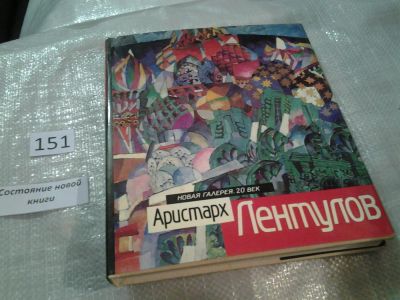 151
Состояние новой
книги
НОВАЯ ГАЛЕРЕЯ. 20 ВЕК
Аристарх
Лентулов